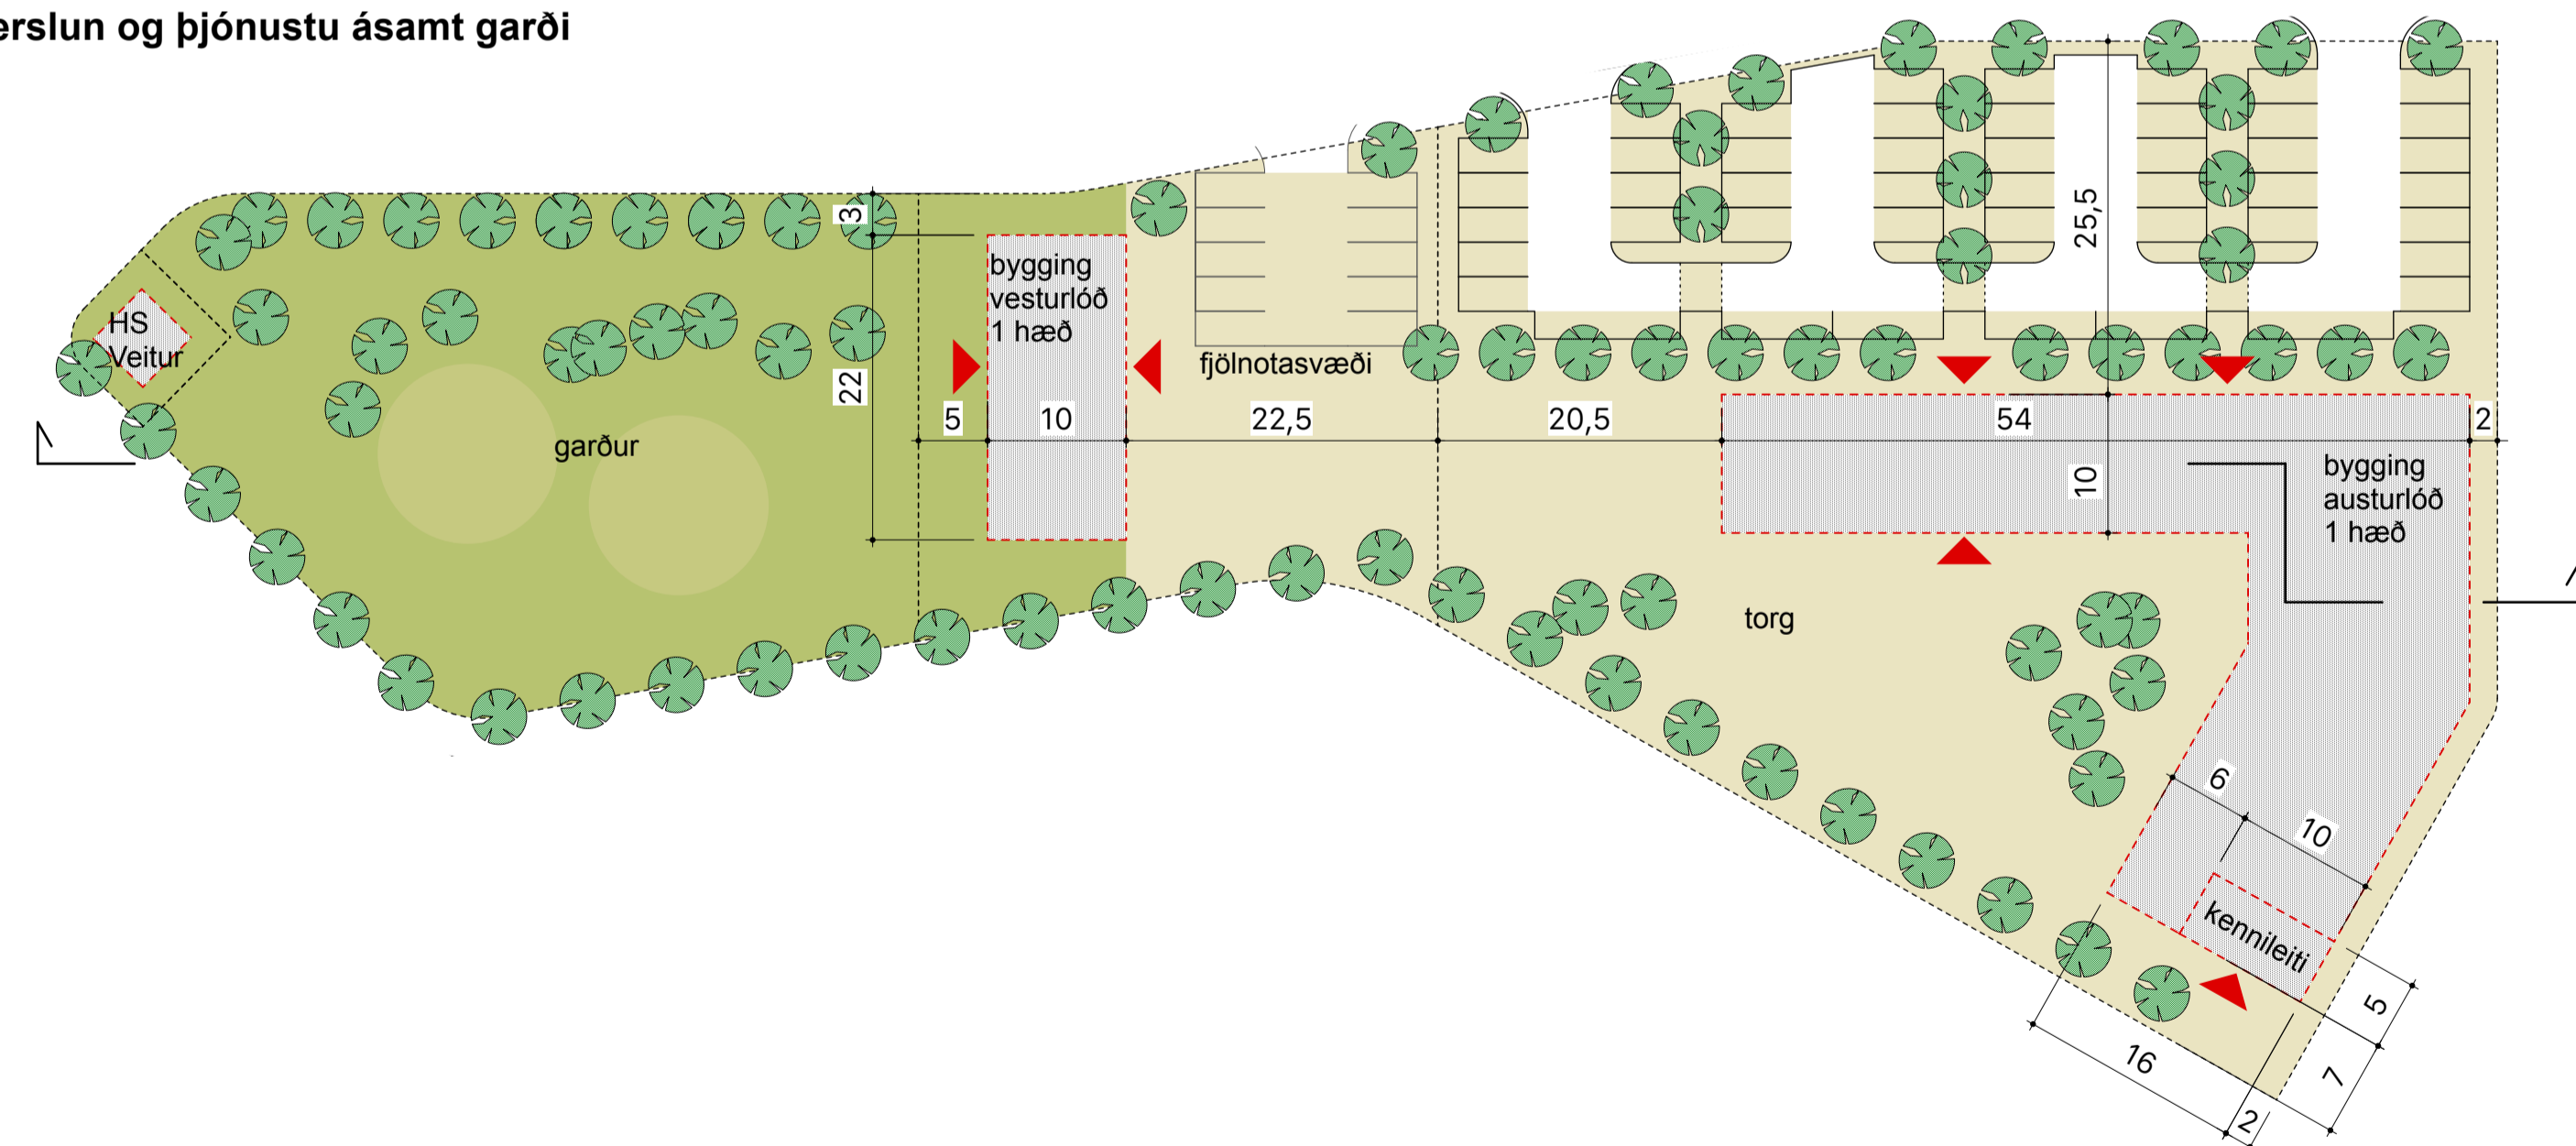 erslun og þjónustu ásamt garði
3
25,5
bygging
vesturlóð
1 hæð
HS
Veitur
fjölnotasvæði
22
5
10
22,5
20,5
54
2
garður
10
bygging
austurlóð
1 hæð
torg
6
10
kennileiti
5
16
7
2